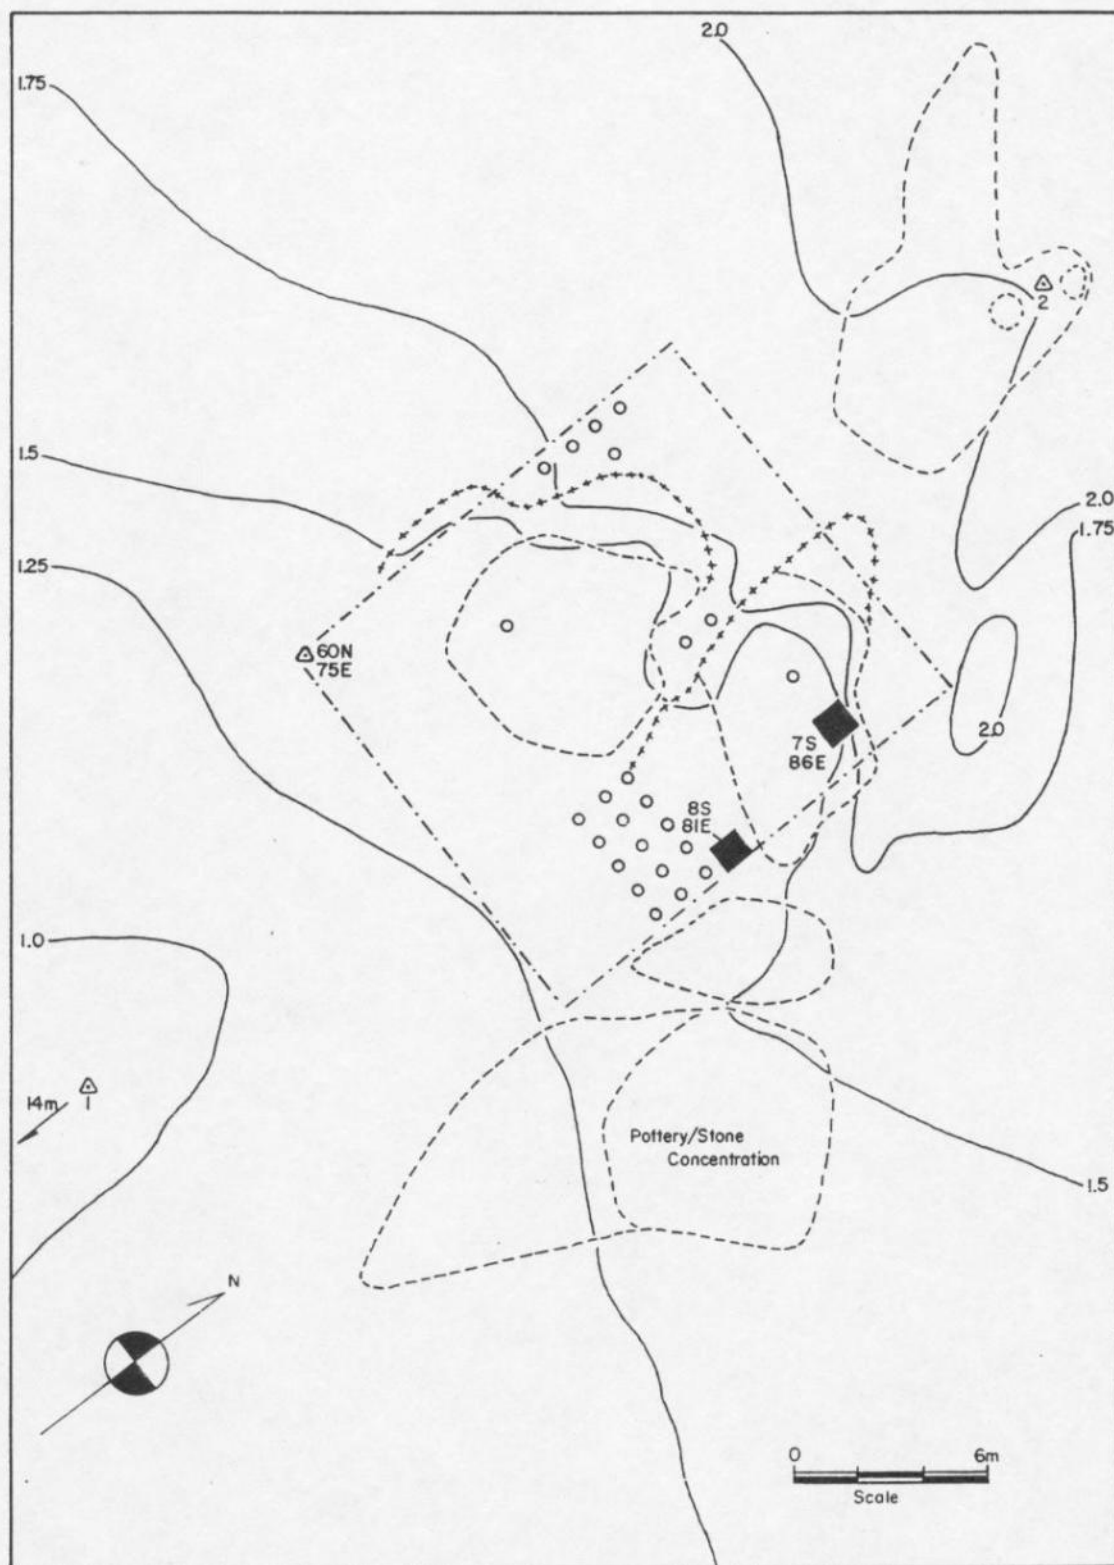 2.0
1.75
2
1.5
2.0
1.75
1.25
60N
75E
2.0
7S
86E
8S
81E
1.0
14m
1
Pottery/Stone
Concentration
1.5
N
0 6m
Scale